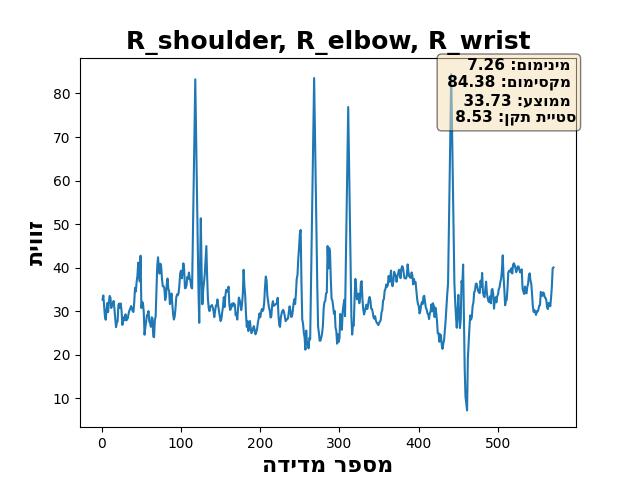 R_shoulder, R_elbow, R_wrist
מינימום: 7.26
מקסימום: 84.38
ממוצע: 33.73
סטיית תקן: 8.53
80
70
60
50
40
30
20
10
זווית
0 100 200 300 400 500
מספר מדידה